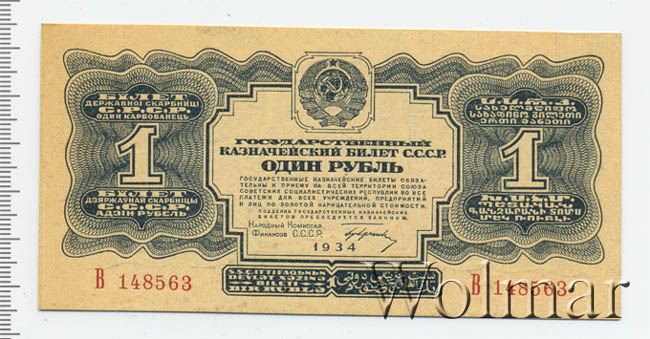 БІЛЕТ
ДЕРЖАВНОЇ СКАРБНИЦІ
С.Р.С.Р.
ОДИН КАРБОВАНЕЦЬ
1
БІЛЕТ
ДЗЯРЖАЎНАЙ СКАРБНІЦЫ
АДЗІН РУБЕЛЬ
ГОСУДАРСТВЕННЫЙ
КАЗНАЧЕЙСКИЙ БИЛЕТ С.С.С.Р.
ОДИН РУБЛЬ
ГОСУДАРСТВЕННЫЕ КАЗНАЧЕЙСКИЕ БИЛЕТЫ ОБЯЗА-
ТЕЛЬНЫ К ПРИЕМУ НА ВСЕЙ ТЕРРИТОРИИ СОЮЗА
СОВЕТСКИХ СОЦИАЛИСТИЧЕСКИХ РЕСПУБЛИК ВО ВСЕ
ПЛАТЕЖИ ДЛЯ ВСЕХ УЧРЕЖДЕНИЙ, ПРЕДПРИЯТИЙ
И ЛИЦ ПО ЗОЛОТОЙ НАРИЦАТЕЛЬНОЙ СТОИМОСТИ.
ПОДДЕЛКА ГОСУДАРСТВЕННЫХ КАЗНАЧЕЙСКИХ
БИЛЕТОВ ПРЕСЛЕДУЕТСЯ ЗАКОНОМ.
Народный Комиссар
Финансов С.С.С.Р.
1934
1
В 148563
В 148563
Wolmar